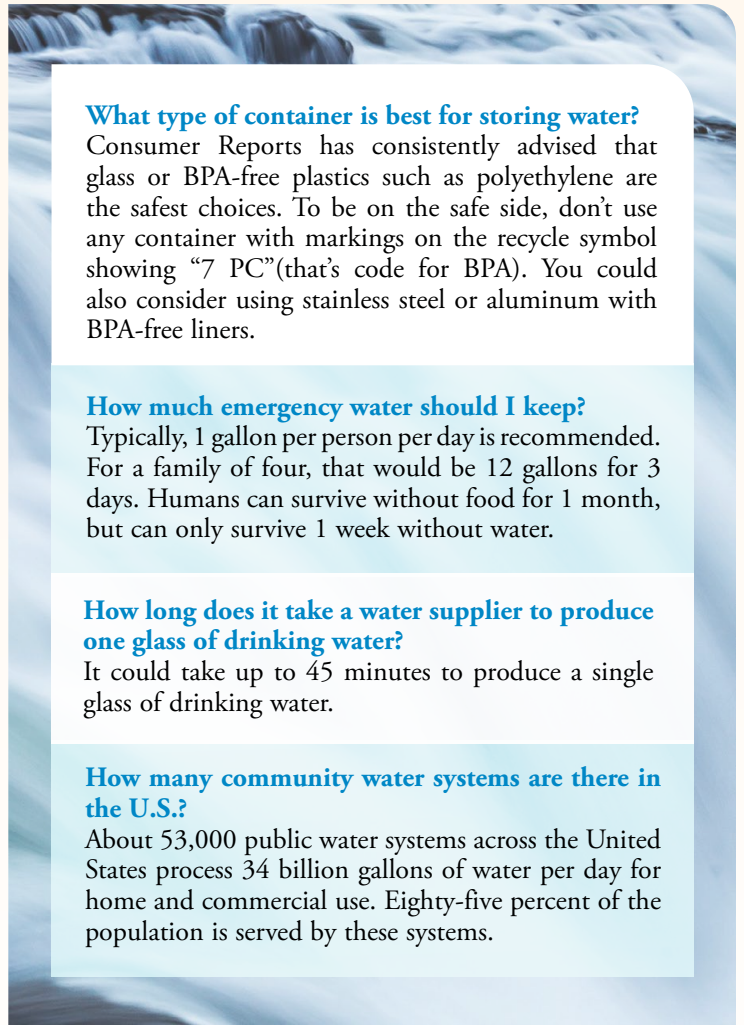 What type of container is best for storing water?
Consumer Reports has consistently advised that
glass or BPA-free plastics such as polyethylene are
the safest choices. To be on the safe side, don’t use
any container with markings on the recycle symbol
showing “7 PC”(that’s code for BPA). You could
also consider using stainless steel or aluminum with
BPA-free liners.
How much emergency water should I keep?
Typically, 1 gallon per person per day is recommended.
For a family of four, that would be 12 gallons for 3
days. Humans can survive without food for 1 month,
but can only survive 1 week without water.
How long does it take a water supplier to produce
one glass of drinking water?
It could take up to 45 minutes to produce a single
glass of drinking water.
How many community water systems are there in
the U.S.?
About 53,000 public water systems across the United
States process 34 billion gallons of water per day for
home and commercial use. Eighty-five percent of the
population is served by these systems.